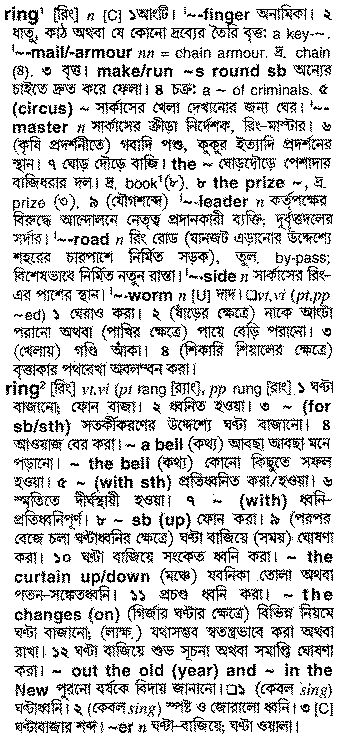 ring¹ [রিং] n [C] ১ আংটি। ˈ~-finger অনামিকা। ২
ধাতু, কাঠ অথবা যে কোনো দ্রব্যের তৈরি বৃত্ত: a key-~.
ˈ~-mail/-armour nn = chain armour. দ্র. chain
(৪). ৩ বৃত্ত। make/run ~s round sb অন্যের
চাইতে দ্রুত করে ফেলা। ৪ চক্র: a ~ of criminals. ৫
(circus) ~ সার্কাসের খেলা দেখানোর জন্য ঘের। ˈ~-
master n সার্কাসের ক্রীড়া নির্দেশক, রিং-মাস্টার। ৬
(কৃষি প্রদর্শনীতে) গবাদি পশু, কুকুর ইত্যাদি প্রদর্শনের
স্থান। ৭ ঘোড় দৌড়ে বাজি। the ~ ঘোড়দৌড়ে পেশাদার
বাজিধরার দল। দ্র. book¹(৮). ৮ the prize ~, দ্র.
prize (৩). ৯ (যৌগশব্দে) ˈ~-leader n কর্তৃপক্ষের
বিরুদ্ধে আন্দোলনে নেতৃত্ব প্রদানকারী ব্যক্তি; দুর্বৃত্তদলের
সর্দার। ˈ~-road n রিং রোড (যানজট এড়ানোর উদ্দেশ্যে
শহরের চারপাশে নির্মিত সড়ক), তুল. by-pass;
বিশেষভাবে নির্মিত নতুন রাস্তা। ˈ~-side n সার্কাসের রিং-
এর পাশের স্থান। ˈ~-worm n [U] দাদ। □vt,vi (pt,pp
~ed) ১ ঘেরাও করা। ২ (ষাঁড়ের ক্ষেত্রে) নাকে আংটা
পরানো অথবা (পাখির ক্ষেত্রে) পায়ে বেড়ি পরানো। ৩
(খেলায়) গণ্ডি আঁকা। ৪ (শিকারি শিয়ালের ক্ষেত্রে)
বৃত্তাকার পথরেখা অবলম্বন করা।
ring² [রিং] vt,vi (pt rang [র‍্যাং], pp rung [রাং] ১ ঘণ্টা
বাজানো; ফোন বাজা। ২ ধ্বনিত হওয়া। ৩ ~ (for
sb/sth) সতর্কীকরণের উদ্দেশ্যে ঘণ্টা বাজানো। ৪
আওয়াজ বের করা। ~ a bell (কথ্য) আবছা আবছা মনে
পড়ানো। ~ the bell (কথ্য) কোনো কিছুতে সফল
হওয়া। ৫ ~ (with sth) প্রতিধ্বনিত করা/হওয়া। ৬
স্মৃতিতে দীর্ঘস্থায়ী হওয়া। ৭ ~ (with) ধ্বনি-
প্রতিধ্বনিপূর্ণ। ৮ ~ sb (up) ফোন করা। ৯ (পরপর
বেজে চলা ঘণ্টাধ্বনির ক্ষেত্রে) ঘণ্টা বাজিয়ে (সময়) ঘোষণা
করা। ১০ ঘণ্টা বাজিয়ে সংকেত ধ্বনি করা। ~ the
curtain up/down (মঞ্চে) যবনিকা তোলা অথবা
পতন-সঙ্কেতধ্বনি। ১১ প্রচণ্ড ধ্বনি করা। ~ the
changes (on) (গির্জার ঘণ্টার ক্ষেত্রে) বিভিন্ন নিয়মে
ঘণ্টা বাজানো; (লাক্ষ.) যথাসম্ভব স্বতন্ত্রভাবে করা অথবা
রাখা। ১২ ঘণ্টা বাজিয়ে শুভ সূচনা অথবা সমাপ্তি ঘোষণা
করা। ~ out the old (year) and ~ in the
New পুরনো বর্ষকে বিদায় জানানো। □১ (কেবল sing)
ঘণ্টাধ্বনি। ২ (কেবল sing) স্পষ্ট ও জোরালো ধ্বনি। ৩ [C]
ঘণ্টাবাজার শব্দ। ~er n ঘণ্টা-বাজিয়ে; ঘণ্টা ওয়ালা।